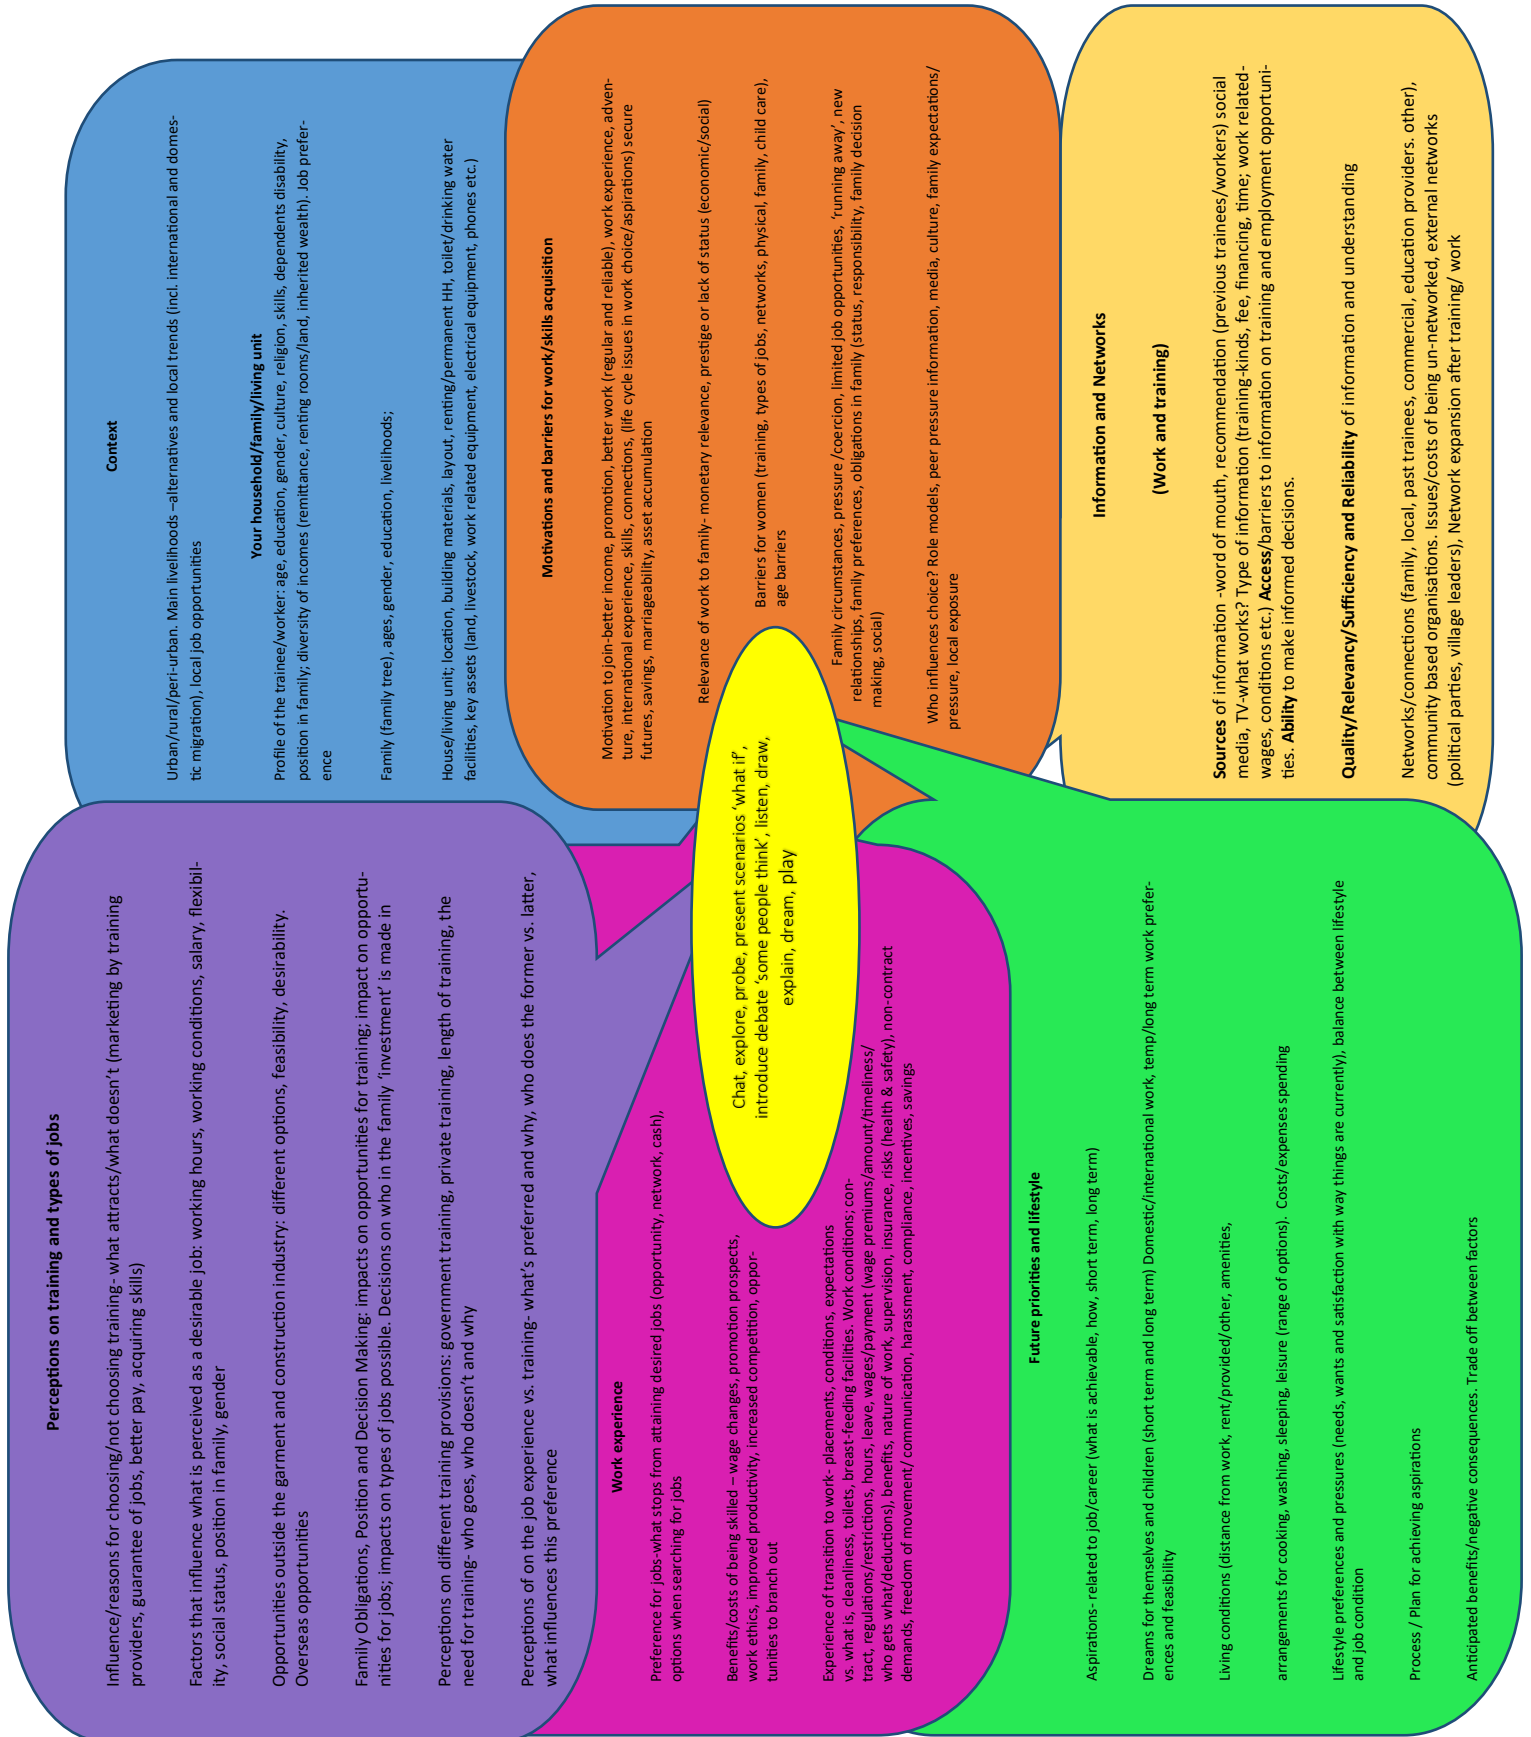 Perceptions on training and types of jobs
Influence/reasons for choosing/not choosing training- what attracts/what doesn't (marketing by training
providers, guarantee of jobs, better pay, acquiring skills)
Factors that influence what is perceived as a desirable job: working hours, working conditions, salary, flexibil-
ity, social status, position in family, gender
Opportunities outside the garment and construction industry: different options, feasibility, desirability.
Overseas opportunities
Family Obligations, Position and Decision Making: impacts on opportunities for training; impact on opportu-
nities for jobs; impacts on types of jobs possible. Decisions on who in the family 'investment' is made in
Perceptions on different training provisions: government training, private training, length of training, the
need for training- who goes, who doesn't and why
Perceptions of on the job experience vs. training- what's preferred and why, who does the former vs. latter,
what influences this preference
Context
Urban/rural/peri-urban. Main livelihoods –alternatives and local trends (incl. international and domes-
tic migration), local job opportunities
Your household/family/living unit
Profile of the trainee/worker: age, education, gender, culture, religion, skills, dependents disability,
position in family; diversity of incomes (remittance, renting rooms/land, inherited wealth). Job prefer-
ence
Family (family tree), ages, gender, education, livelihoods;
House/living unit; location, building materials, layout, renting/permanent HH, toilet/drinking water
facilities, key assets (land, livestock, work related equipment, electrical equipment, phones etc.)
Work experience
Preference for jobs-what stops from attaining desired jobs (opportunity, network, cash),
options when searching for jobs
Benefits/costs of being skilled – wage changes, promotion prospects,
work ethics, improved productivity, increased competition, oppor-
tunities to branch out
Experience of transition to work- placements, conditions, expectations
vs. what is, cleanliness, toilets, breast-feeding facilities. Work conditions; con-
tract, regulations/restrictions, hours, leave, wages/payment (wage premiums/amount/timeliness/
who gets what/deductions), benefits, nature of work, supervision, insurance, risks (health & safety), non-contract
demands, freedom of movement/ communication, harassment, compliance, incentives, savings
Chat, explore, probe, present scenarios 'what if',
introduce debate 'some people think', listen, draw,
explain, dream, play
Motivations and barriers for work/skills acquisition
Motivation to join-better income, promotion, better work (regular and reliable), work experience, adven-
ture, international experience, skills, connections, (life cycle issues in work choice/aspirations) secure
futures, savings, marriageability, asset accumulation
Relevance of work to family- monetary relevance, prestige or lack of status (economic/social)
Barriers for women (training, types of jobs, networks, physical, family, child care),
age barriers
Family circumstances, pressure /coercion, limited job opportunities, 'running away', new
relationships, family preferences, obligations in family (status, responsibility, family decision
making, social)
Who influences choice? Role models, peer pressure information, media, culture, family expectations/
pressure, local exposure
Future priorities and lifestyle
Aspirations- related to job/career (what is achievable, how, short term, long term)
Dreams for themselves and children (short term and long term) Domestic/international work, temp/long term work prefer-
ences and feasibility
Living conditions (distance from work, rent/provided/other, amenities,
arrangements for cooking, washing, sleeping, leisure (range of options). Costs/expenses spending
Lifestyle preferences and pressures (needs, wants and satisfaction with way things are currently), balance between lifestyle
and job condition
Process / Plan for achieving aspirations
Anticipated benefits/negative consequences. Trade off between factors
Information and Networks
(Work and training)
Sources of information -word of mouth, recommendation (previous trainees/workers) social
media, TV-what works? Type of information (training-kinds, fee, financing, time; work related-
wages, conditions etc.) Access/barriers to information on training and employment opportuni-
ties. Ability to make informed decisions.
Quality/Relevancy/Sufficiency and Reliability of information and understanding
Networks/connections (family, local, past trainees, commercial, education providers. other),
community based organisations. Issues/costs of being un-networked, external networks
(political parties, village leaders), Network expansion after training/ work